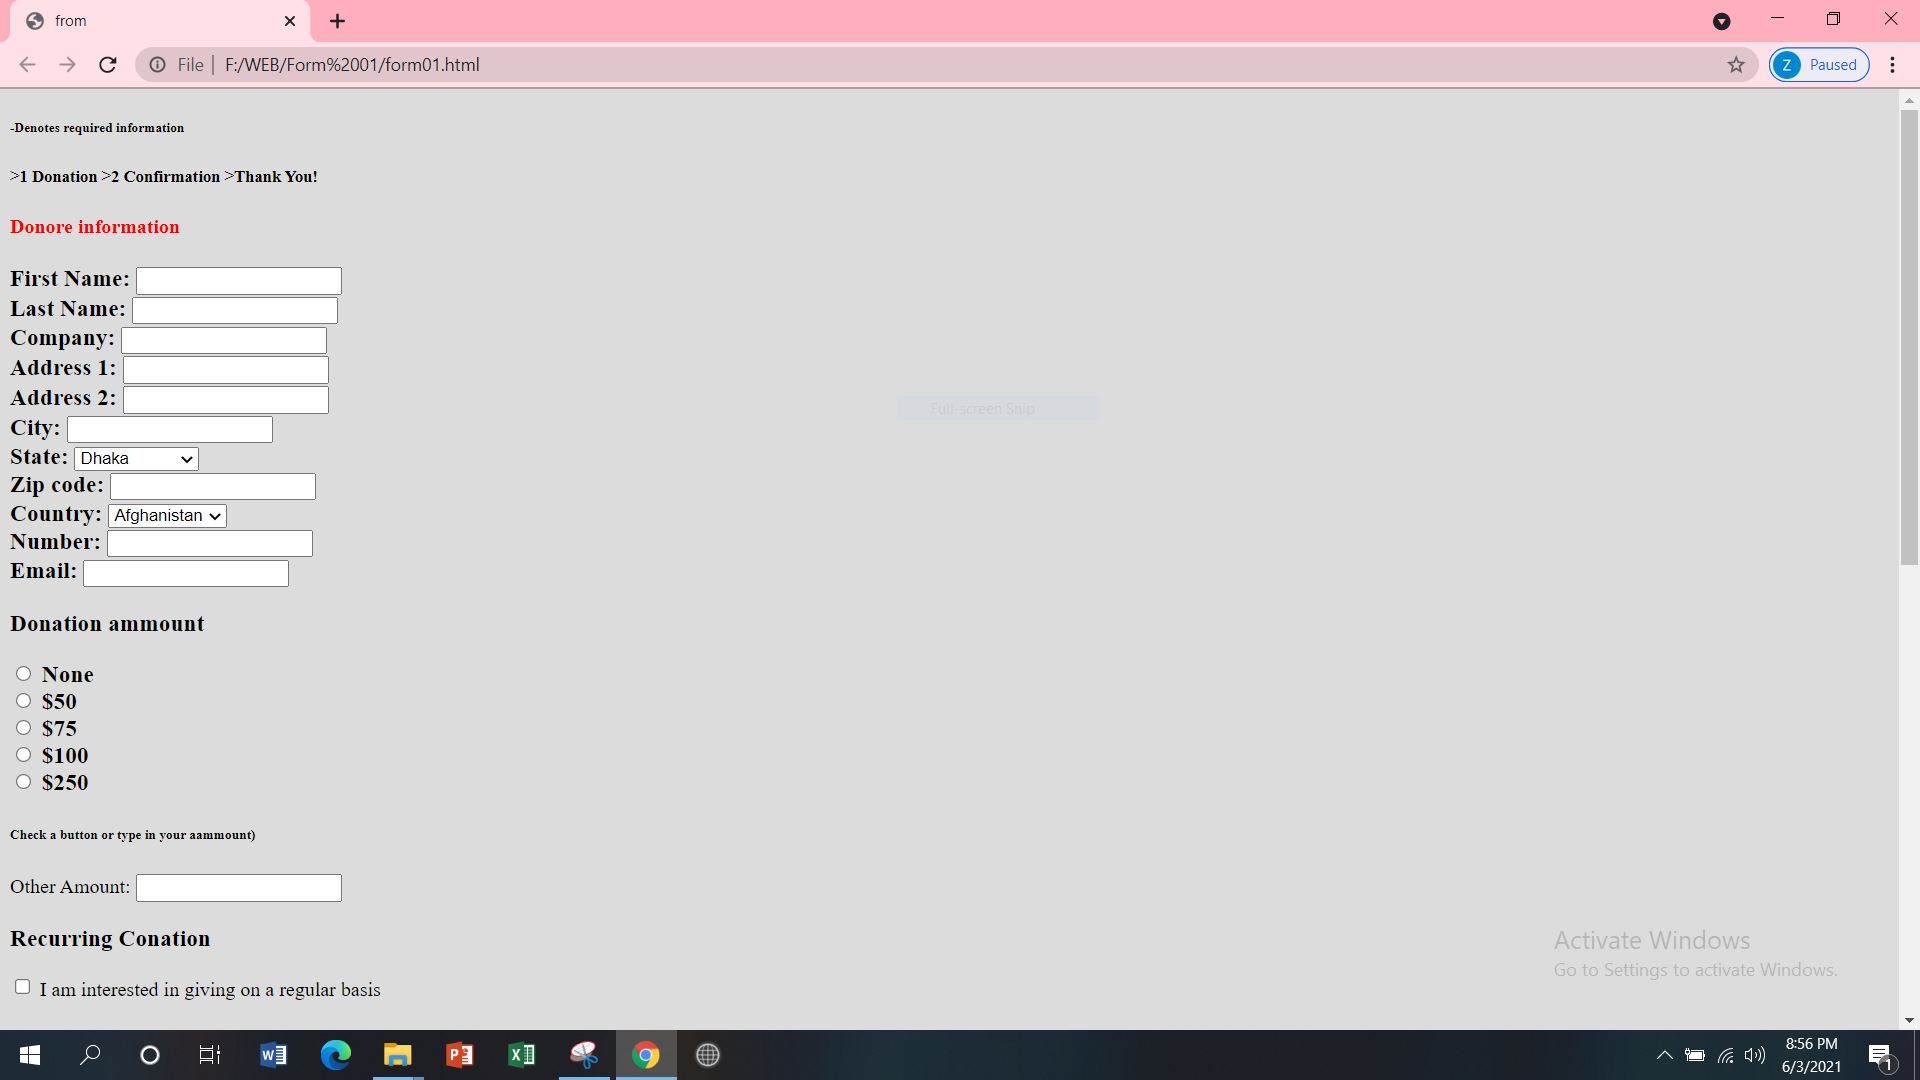 from
File F:/WEB/Form%2001/form01.html
Z Paused
-Denotes required information
>1 Donation >2 Confirmation >Thank You!
Donore information
First Name:
Last Name:
Company:
Address 1:
Address 2:
City:
Full-screen Snip
State: Dhaka
Zip code:
Country: Afghanistan
Number:
Email:
Donation ammount
None
$50
$75
$100
$250
Check a button or type in your aammount)
Other Amount:
Recurring Conation
Activate Windows
Go to Settings to activate Windows.
I am interested in giving on a regular basis
8:56 PM
6/3/2021
1